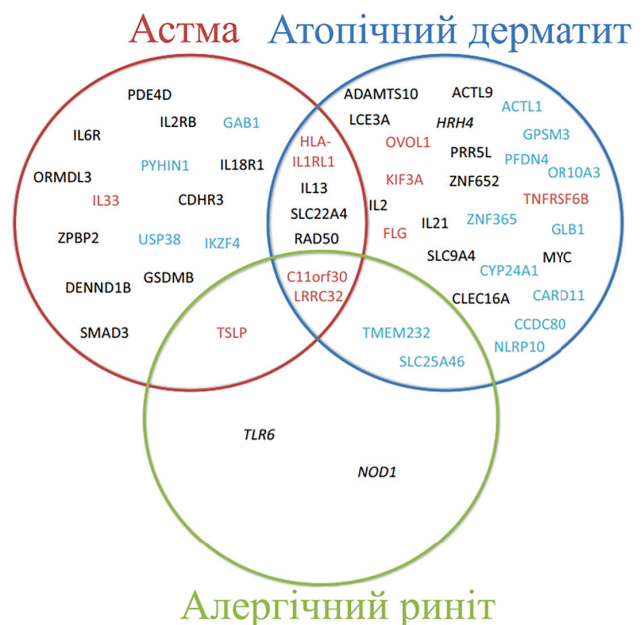 Астма
Атопічний дерматит
PDE4D
IL2RB
GAB1
IL6R
PYHIN1
IL18R1
ORMDL3
IL33
CDHR3
ZPBP2
USP38
IKZF4
DENND1B
GSDMB
SMAD3
HLA-
IL1RL1
IL13
SLC22A4
RAD50
ADAMTS10
ACTL9
ACTL1
LCE3A
HRH4
GPSM3
OVOL1
PRR5L
PFDN4
OR10A3
KIF3A
ZNF652
TNFRSF6B
IL2
IL21
ZNF365
GLB1
FLG
SLC9A4
MYC
CYP24A1
CLEC16A
CARD11
CCDC80
NLRP10
C11orf30
LRRC32
TSLP
TMEM232
SLC25A46
TLR6
NOD1
Алергічний риніт